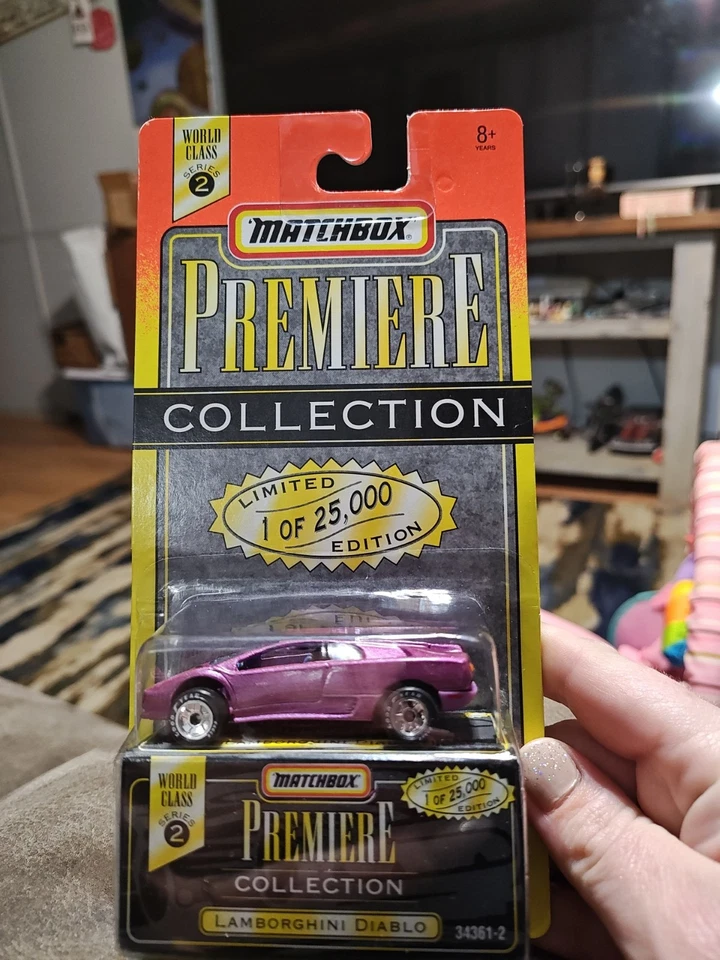 WORLD
CLASS
SERIES
2
8+
YEARS
MATCHBOX®
PREMIERE
COLLECTION
LIMITED
1 OF 25,000
EDITION
WORLD
CLASS
SERIES
2
MATCHBOX
PREMIERE
COLLECTION
LIMITED
1 OF 25,000
EDITION
LAMBORGHINI DIABLO
34361-2